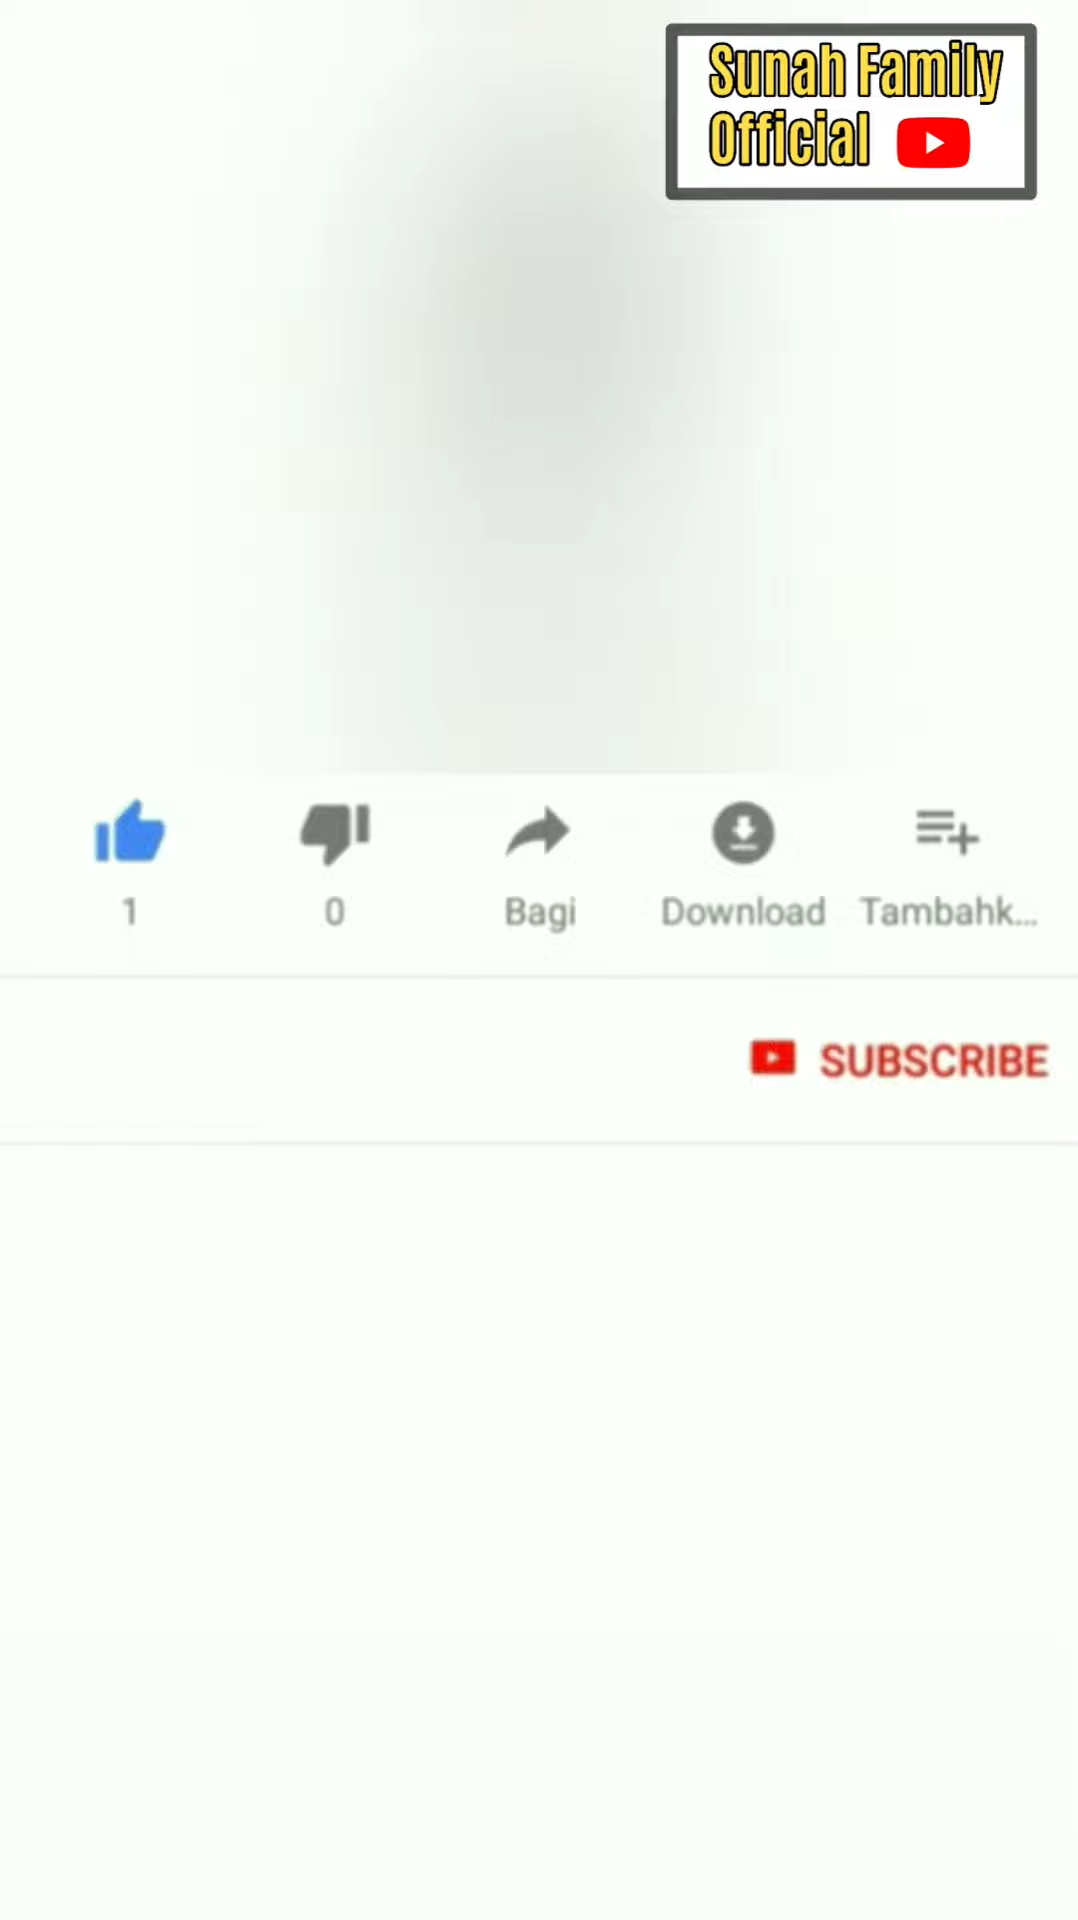 Sunah Family
Official
1
0
Bagi
Download
Tambahk...
SUBSCRIBE